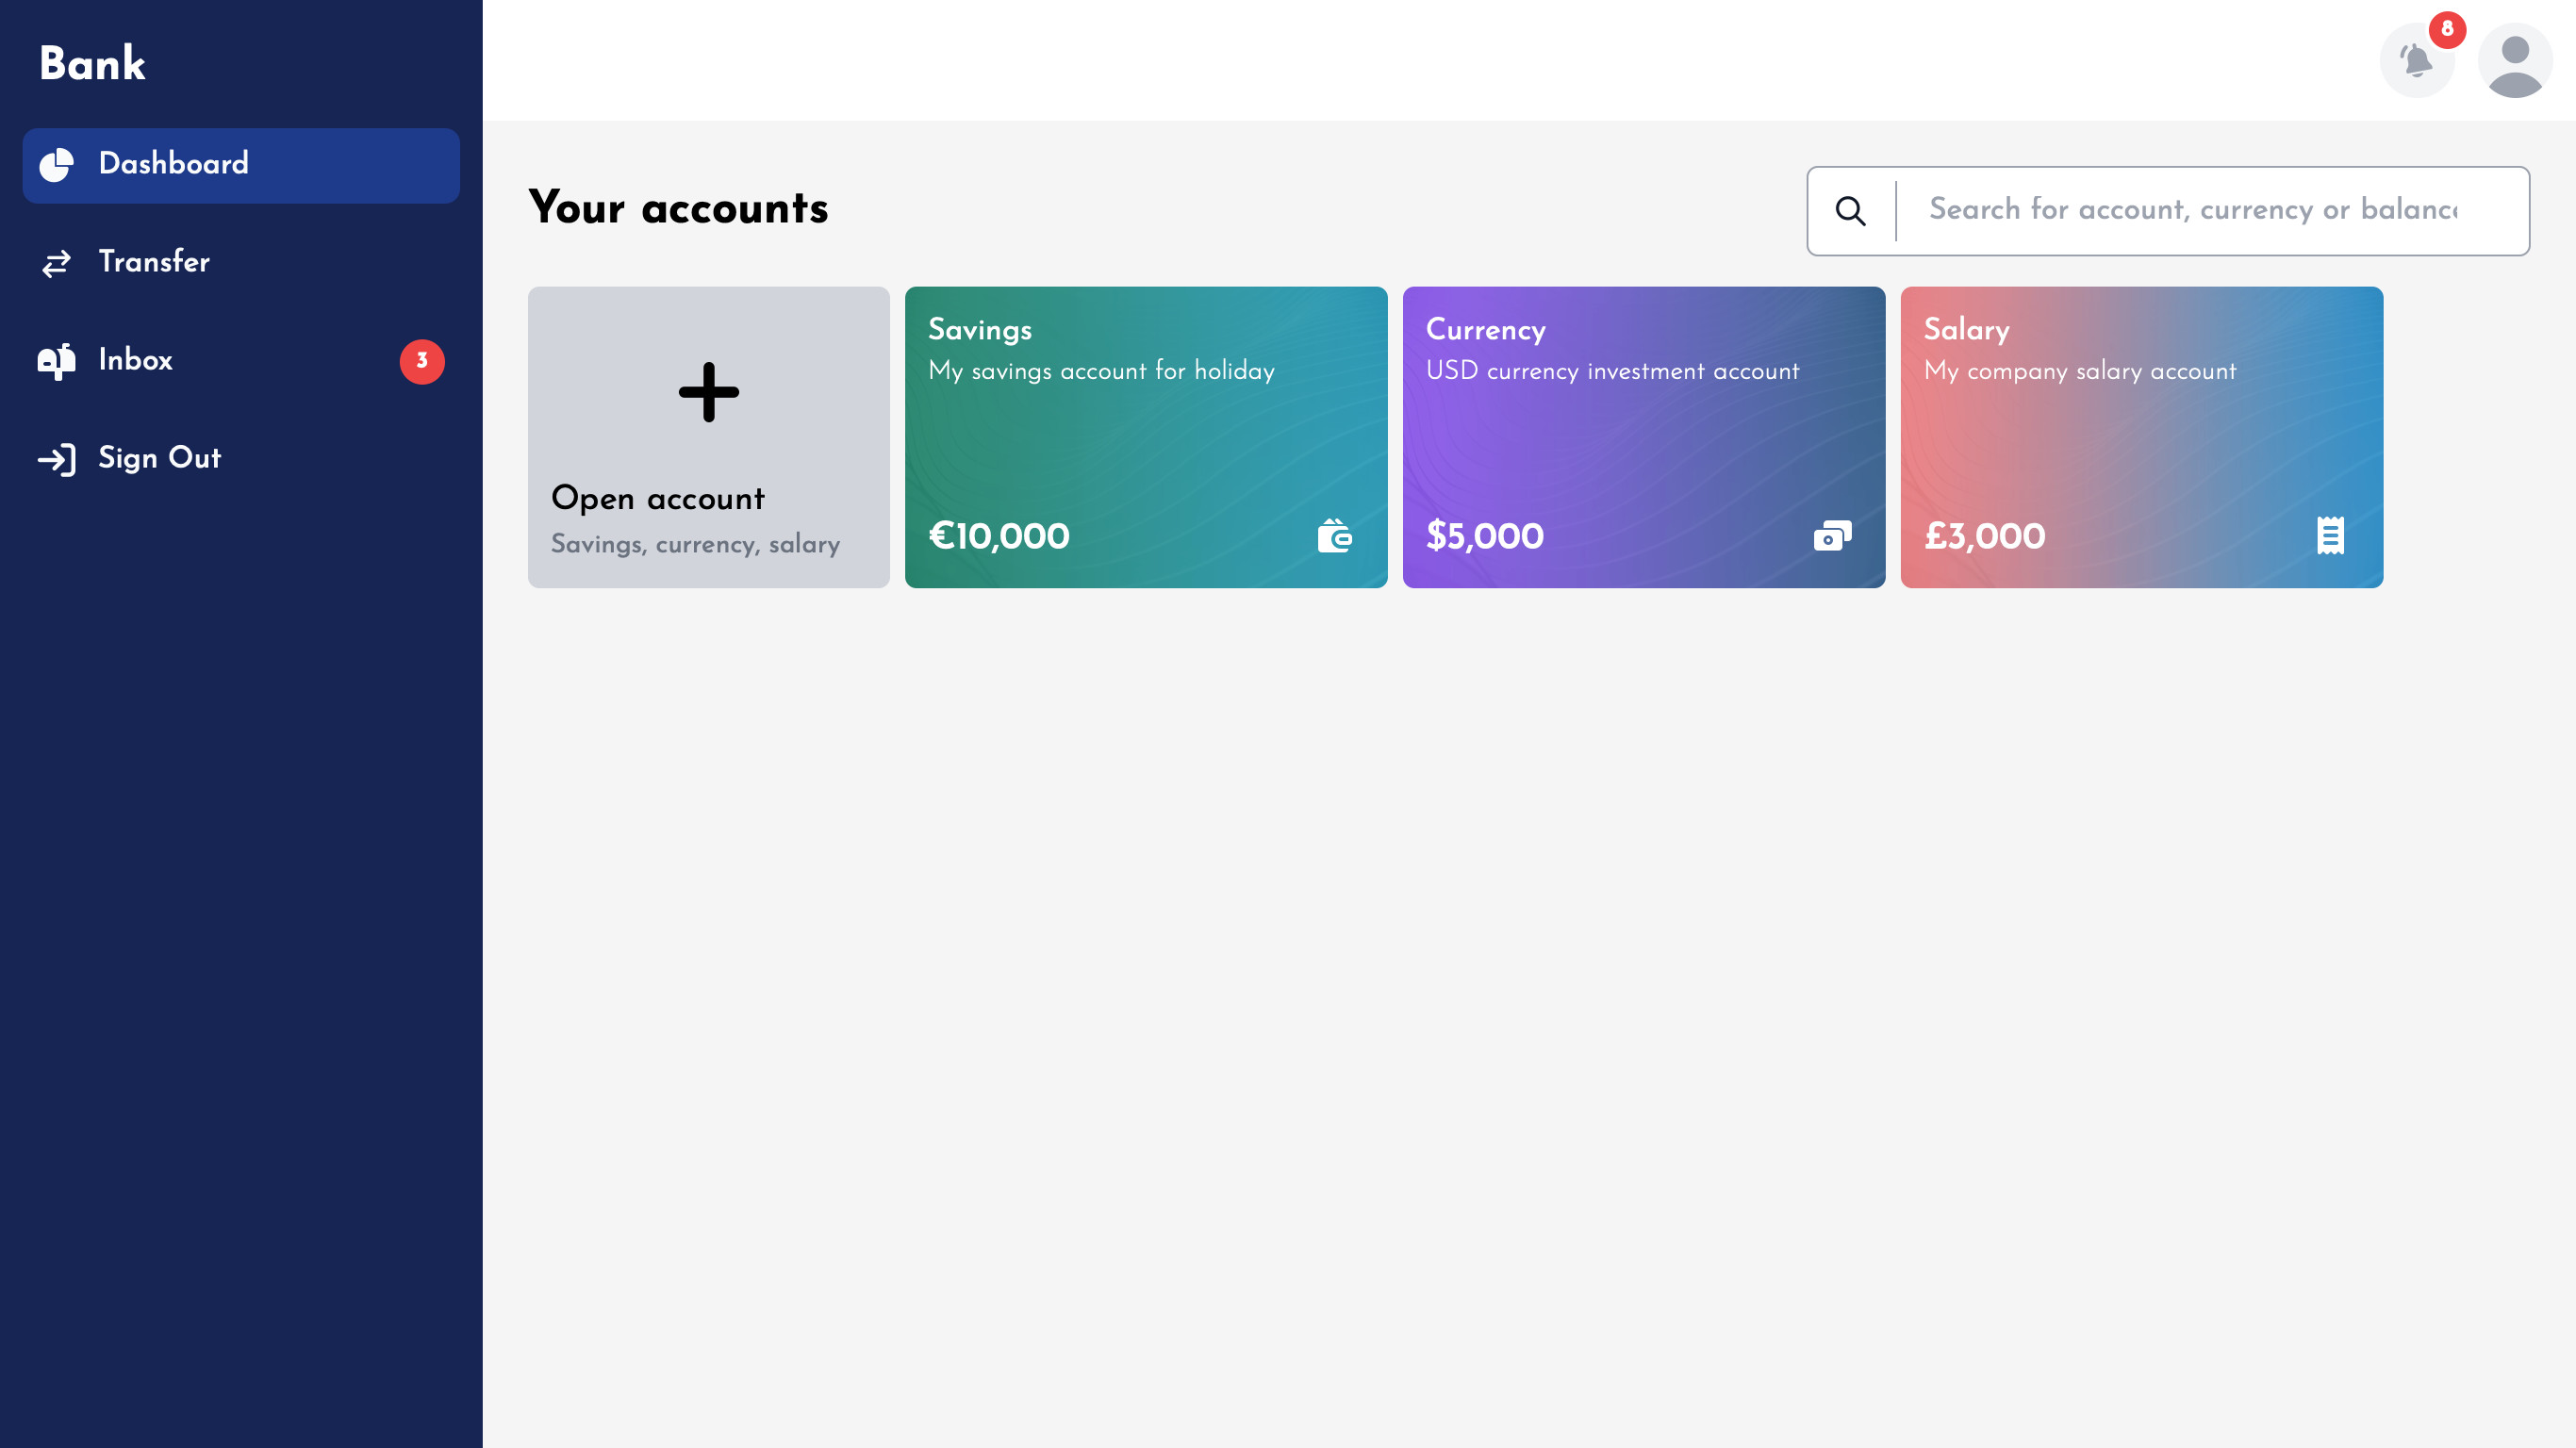 Bank
Dashboard
Transfer
Inbox
3
Sign Out
8
Your accounts
Search for account, currency or balance
Open account
Savings, currency, salary
Savings
My savings account for holiday
€10,000
Currency
USD currency investment account
$5,000
Salary
My company salary account
£3,000